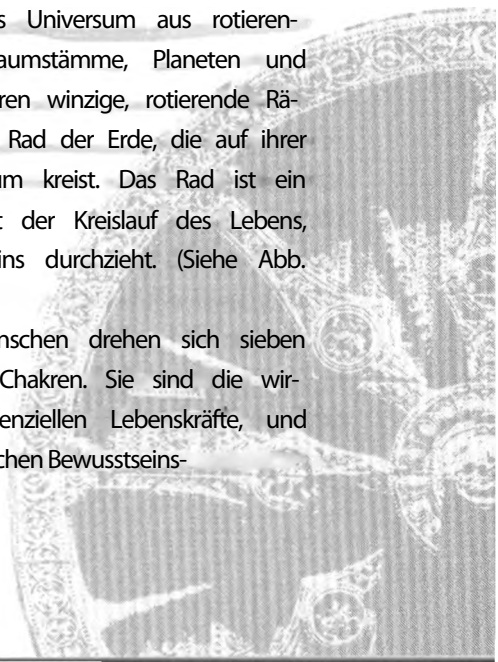 s Universum aus rotieren-
aumstämme, Planeten und
ren winzige, rotierende Rä-
Rad der Erde, die auf ihrer
um kreist. Das Rad ist ein
t der Kreislauf des Lebens,
ins durchzieht. (Siehe Abb.
nschen drehen sich sieben
Chakren. Sie sind die wir-
enziellen Lebenskräfte, und
chen Bewusstseins-